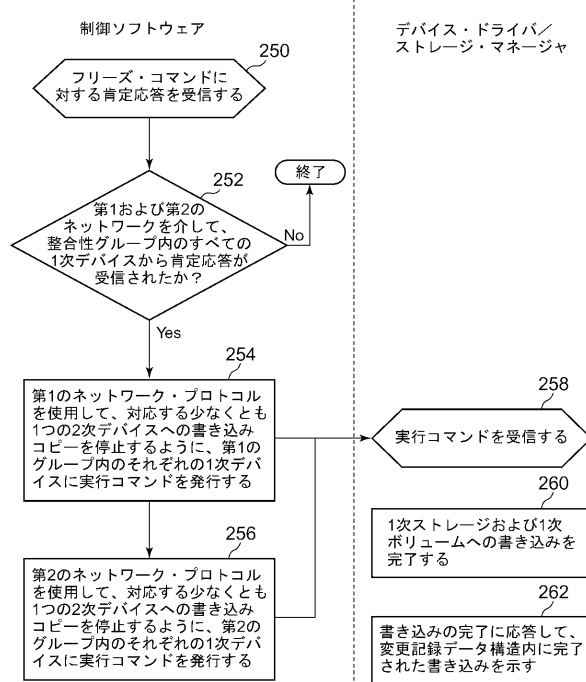 制御ソフトウェア
デバイス・ドライバ／
ストレージ・マネージャ
250
フリーズ・コマンドに
対する肯定応答を受信する
252
終了
第1および第2の
ネットワークを介して、
整合性グループ内のすべての
1次デバイスから肯定応答が
受信されたか？
No
Yes
254
第1のネットワーク・プロトコル
を使用して、対応する少なくとも
1つの2次デバイスへの書き込み
コピーを停止するように、第1の
グループ内のそれぞれの1次デバ
イスに実行コマンドを発行する
258
実行コマンドを受信する
256
第2のネットワーク・プロトコル
を使用して、対応する少なくとも
1つの2次デバイスへの書き込み
コピーを停止するように、第2の
グループ内のそれぞれの1次デバ
イスに実行コマンドを発行する
260
1次ストレージおよび1次
ボリュームへの書き込みを
完了する
262
書き込みの完了に応答して、
変更記録データ構造内に完了
された書き込みを示す